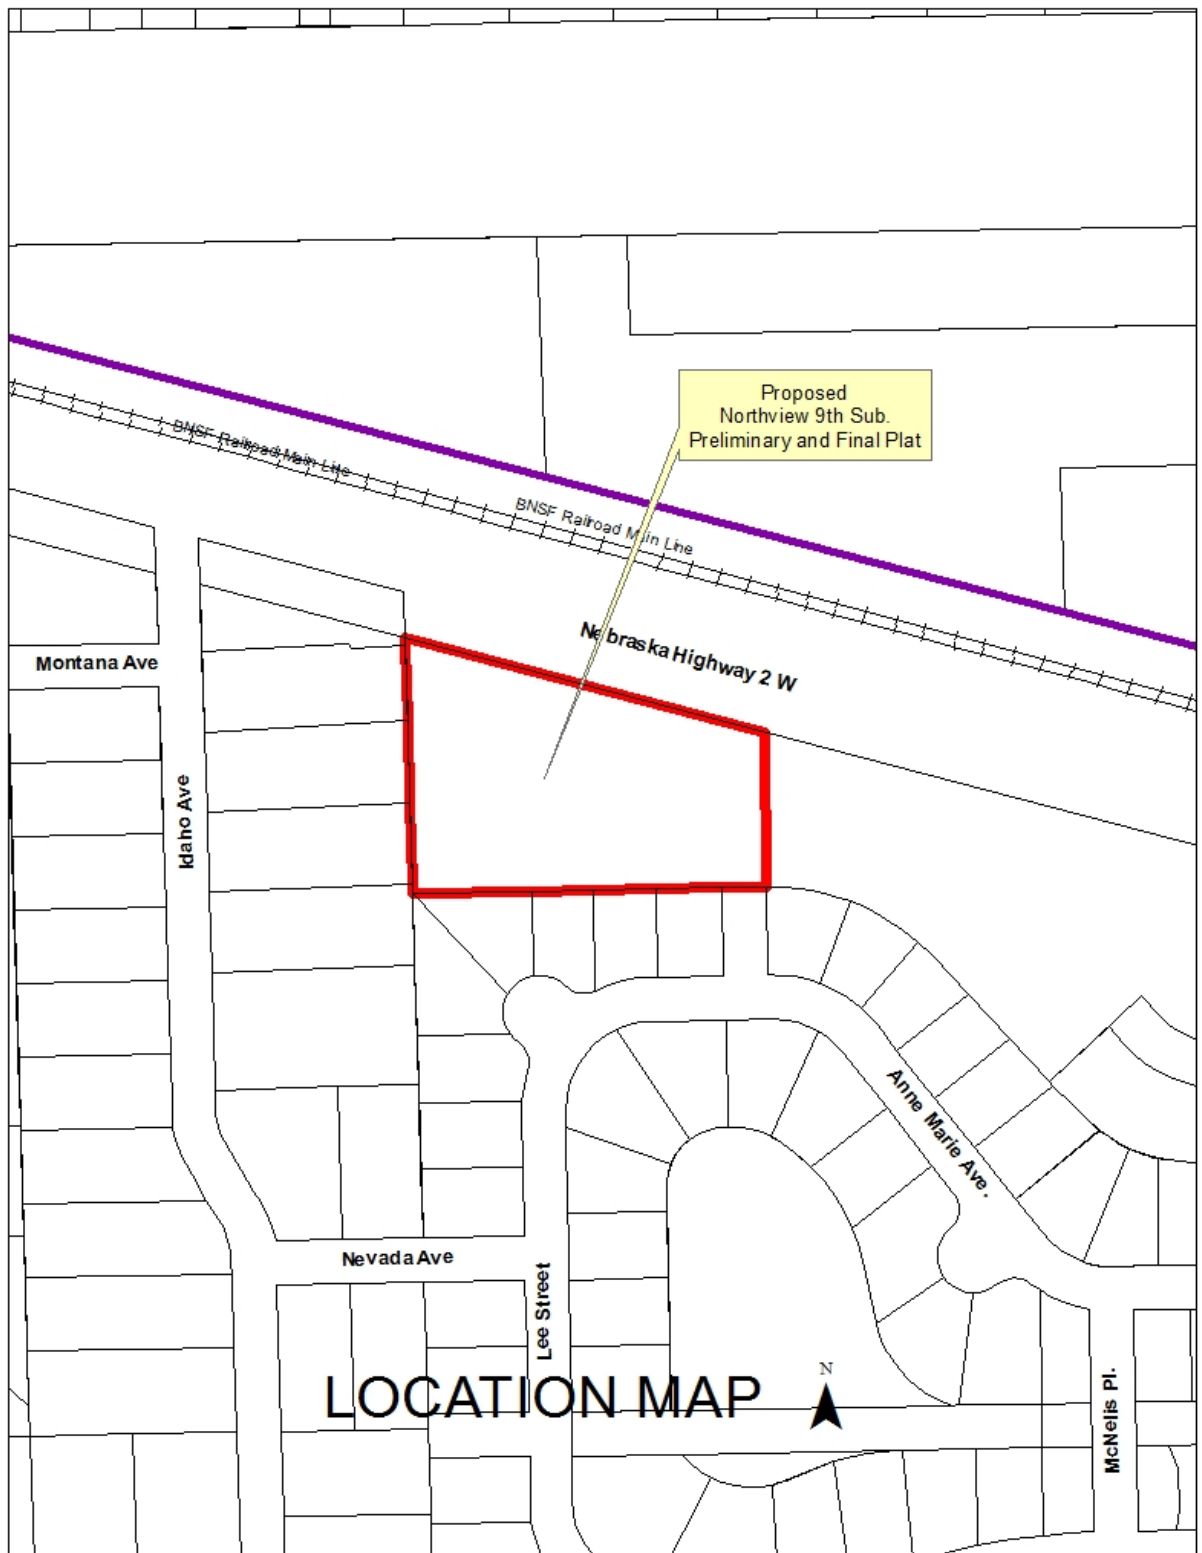 Proposed
Northview 9th Sub.
Preliminary and Final Plat
BNSF Railroad Main Line
BNSF Railroad Main Line
Nebraska Highway 2 W
Montana Ave
Idaho Ave
Anne Marie Ave.
Nevada Ave
Lee Street
LOCATION MAP
N
McNelis Pl.